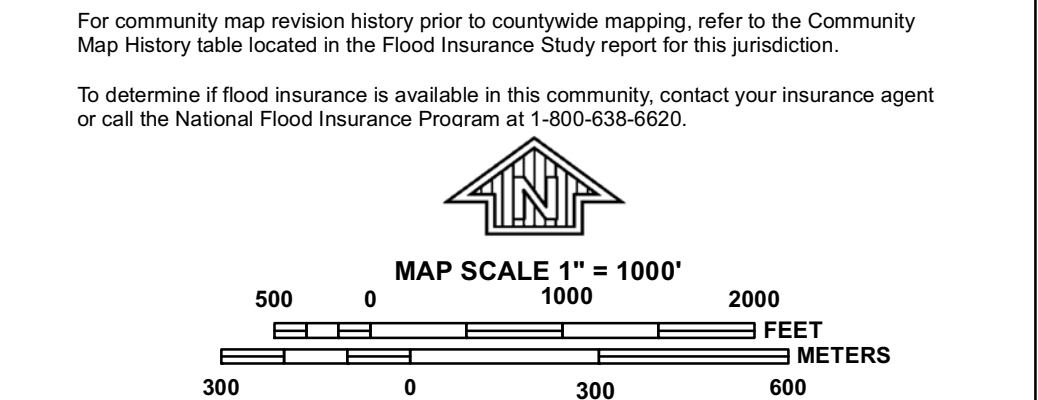 For community map revision history prior to countywide mapping, refer to the Community
Map History table located in the Flood Insurance Study report for this jurisdiction.
To determine if flood insurance is available in this community, contact your insurance agent
or call the National Flood Insurance Program at 1-800-638-6620.
N
MAP SCALE 1" = 1000'
500 0 1000 2000
FEET
METERS
300 0 300 600